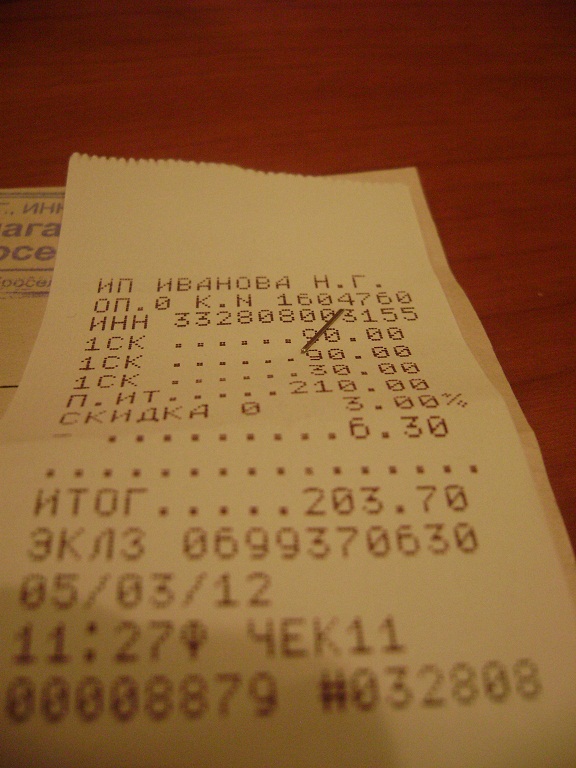 Г., ИНН
ИП ИВАНОВА Н.Г.
ОП.0 К.N 1604760
ИНН 332808003155
1СК ......90.00
1СК ......90.00
1СК ......30.00
П.ИТ......210.00
СКИДКА 0 3.00%
- ..........6.30
.................
ИТОГ.....203.70
ЭКЛЗ 0699370630
05/03/12
11:27Ф ЧЕК11
00008879 #032808